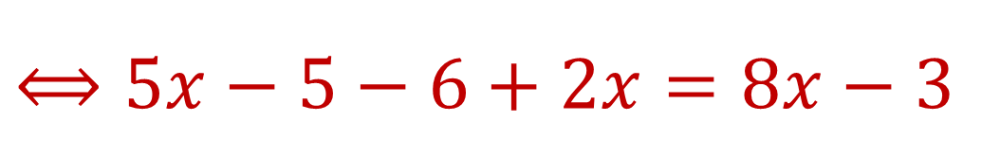 ⟺ 5x − 5 − 6 + 2x = 8x − 3